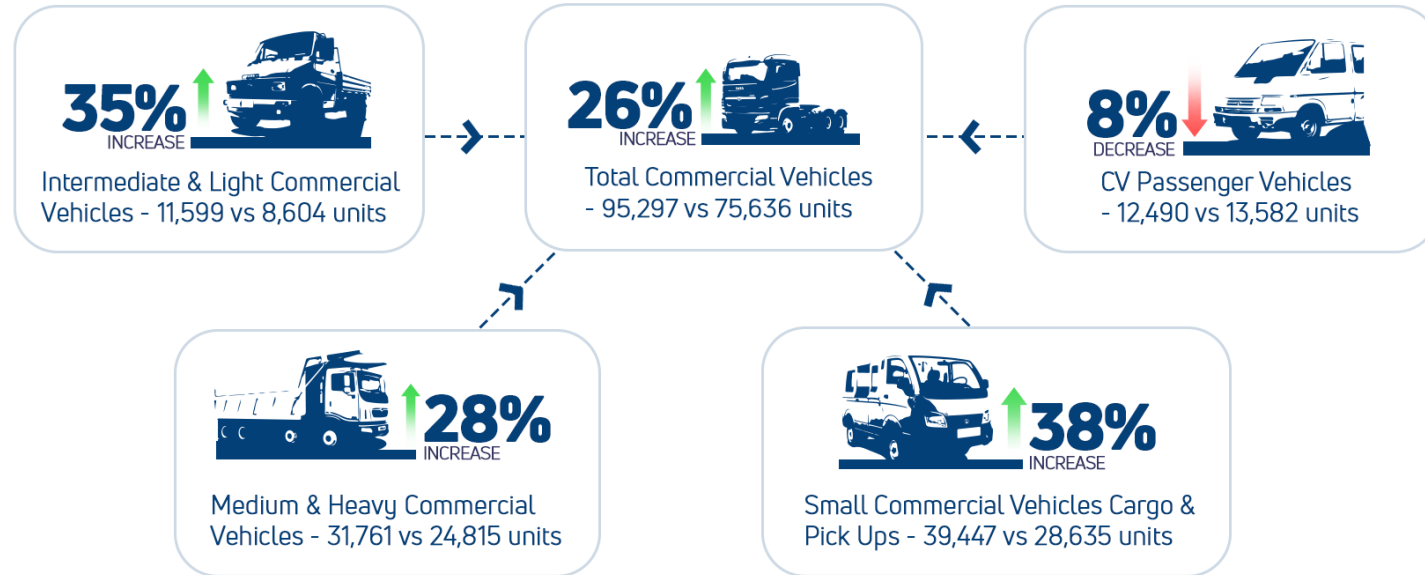 35%
INCREASE
Intermediate & Light Commercial
Vehicles - 11,599 vs 8,604 units
26%
INCREASE
Total Commercial Vehicles
- 95,297 vs 75,636 units
8%
DECREASE
CV Passenger Vehicles
- 12,490 vs 13,582 units
28%
INCREASE
Medium & Heavy Commercial
Vehicles - 31,761 vs 24,815 units
38%
INCREASE
Small Commercial Vehicles Cargo &
Pick Ups - 39,447 vs 28,635 units